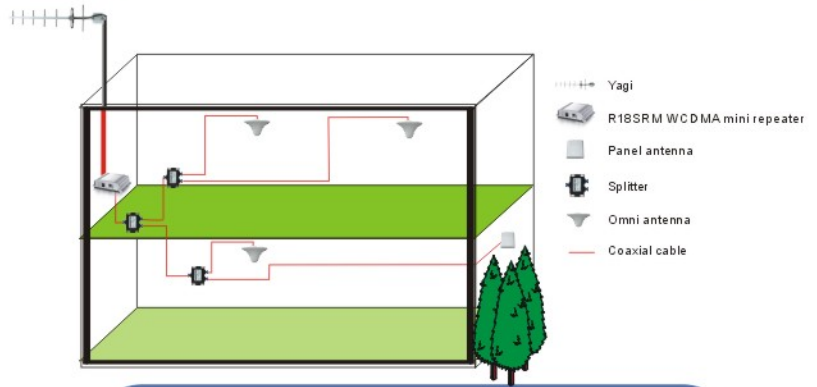 Yagi
R18SRM WCDMA mini repeater
Panel antenna
Splitter
Omni antenna
Coaxial cable